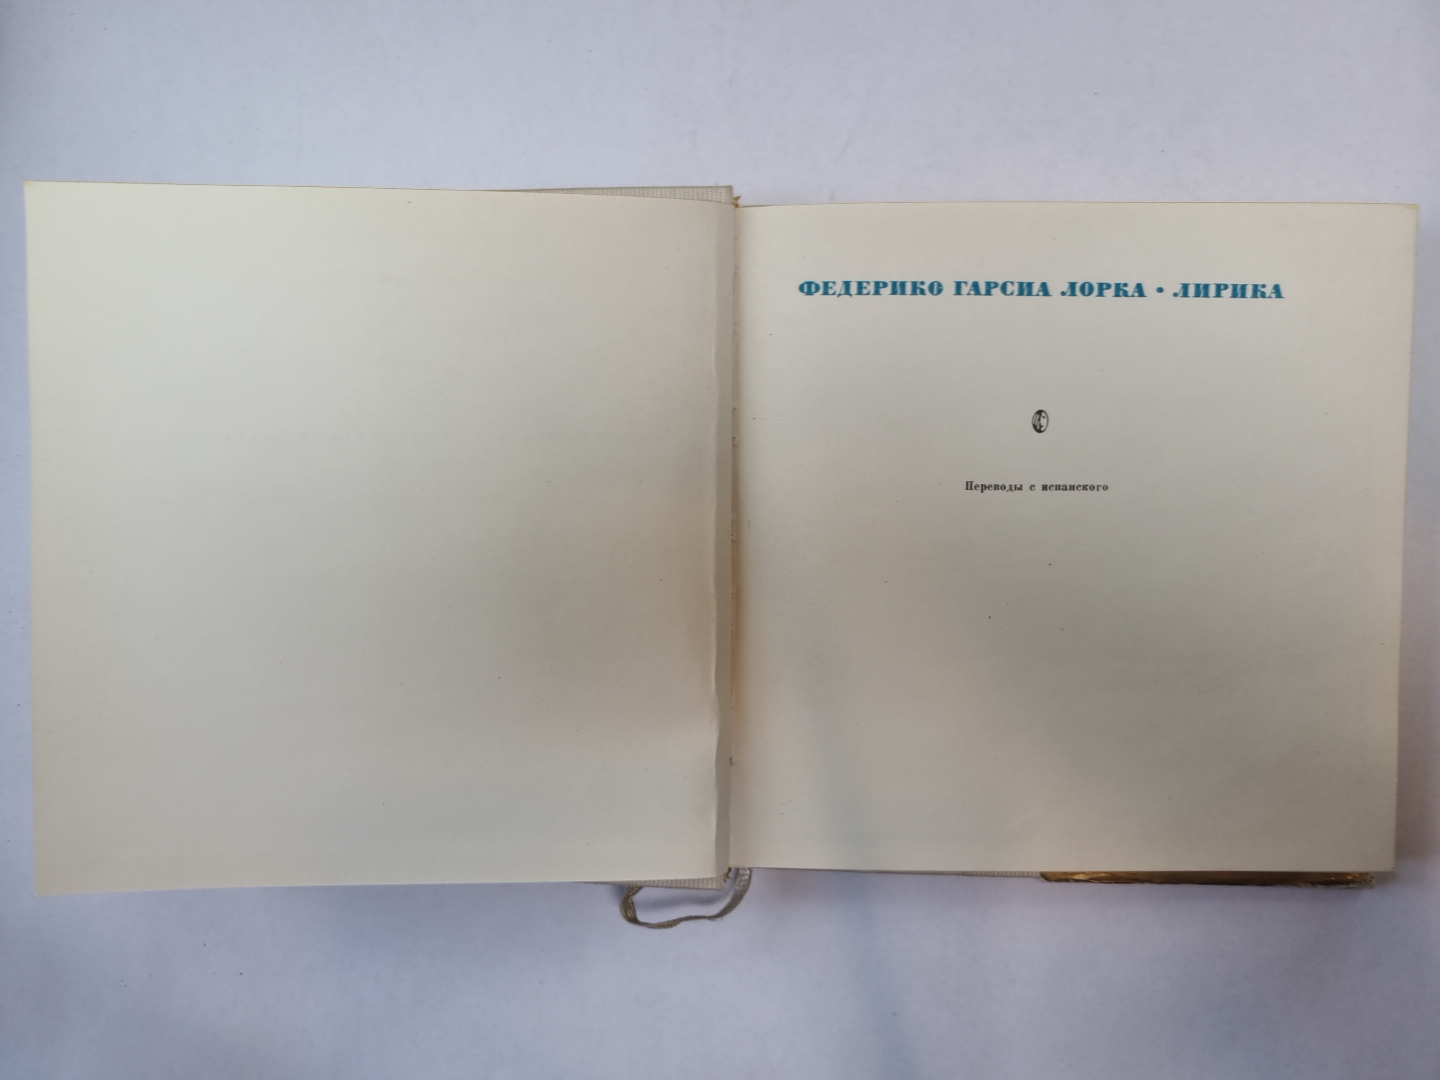 ФЕДЕРИКО ГАРСИА ЛОРКА • ЛИРИКА
Переводы с испанского